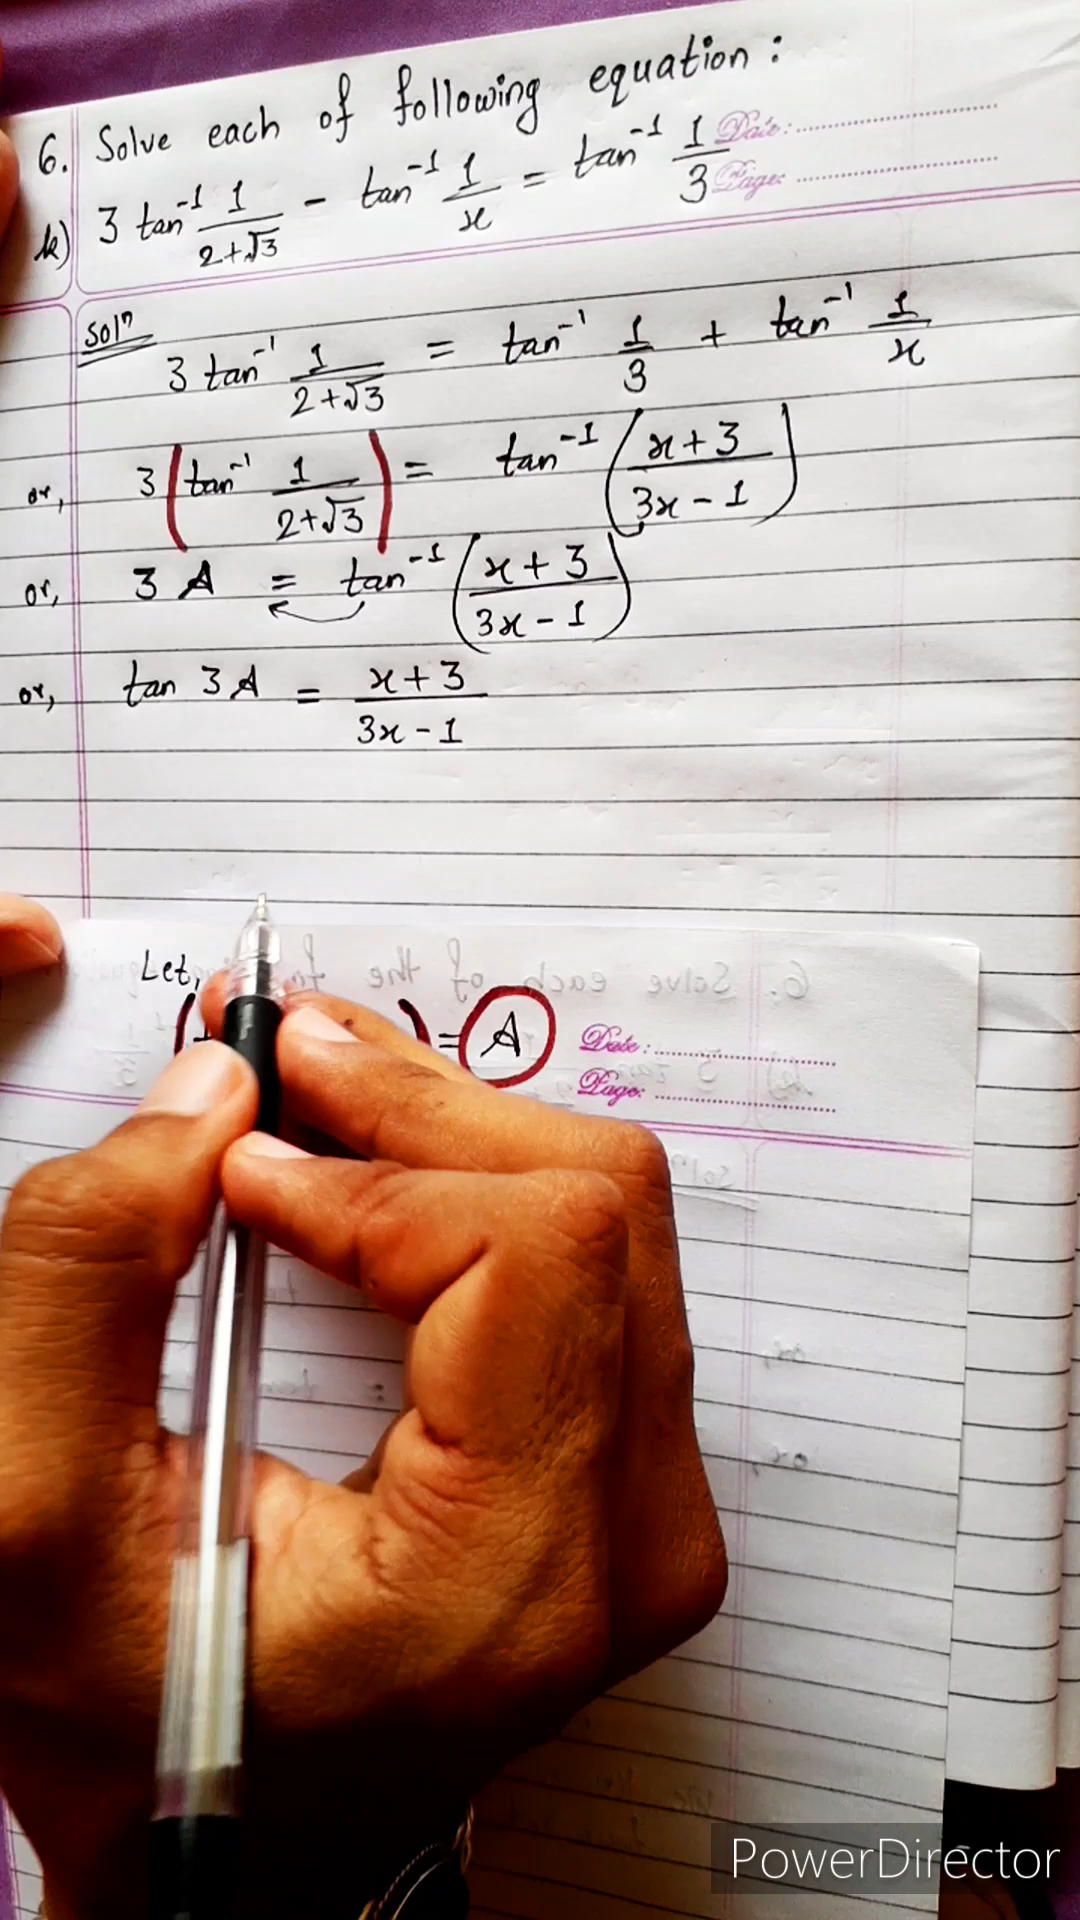 6. Solve each of following equation :
Date:
Page:
k) 3 tan⁻¹ 1/(2+√3) - tan⁻¹ 1/x = tan⁻¹ 1/3
Solⁿ
3 tan⁻¹ 1/(2+√3) = tan⁻¹ 1/3 + tan⁻¹ 1/x
or, 3 (tan⁻¹ 1/(2+√3)) = tan⁻¹ ((x+3)/(3x-1))
or, 3 A = tan⁻¹ ((x+3)/(3x-1))
or, tan 3A = (x+3)/(3x-1)
Let,
= A
Date:
Page:
PowerDirector